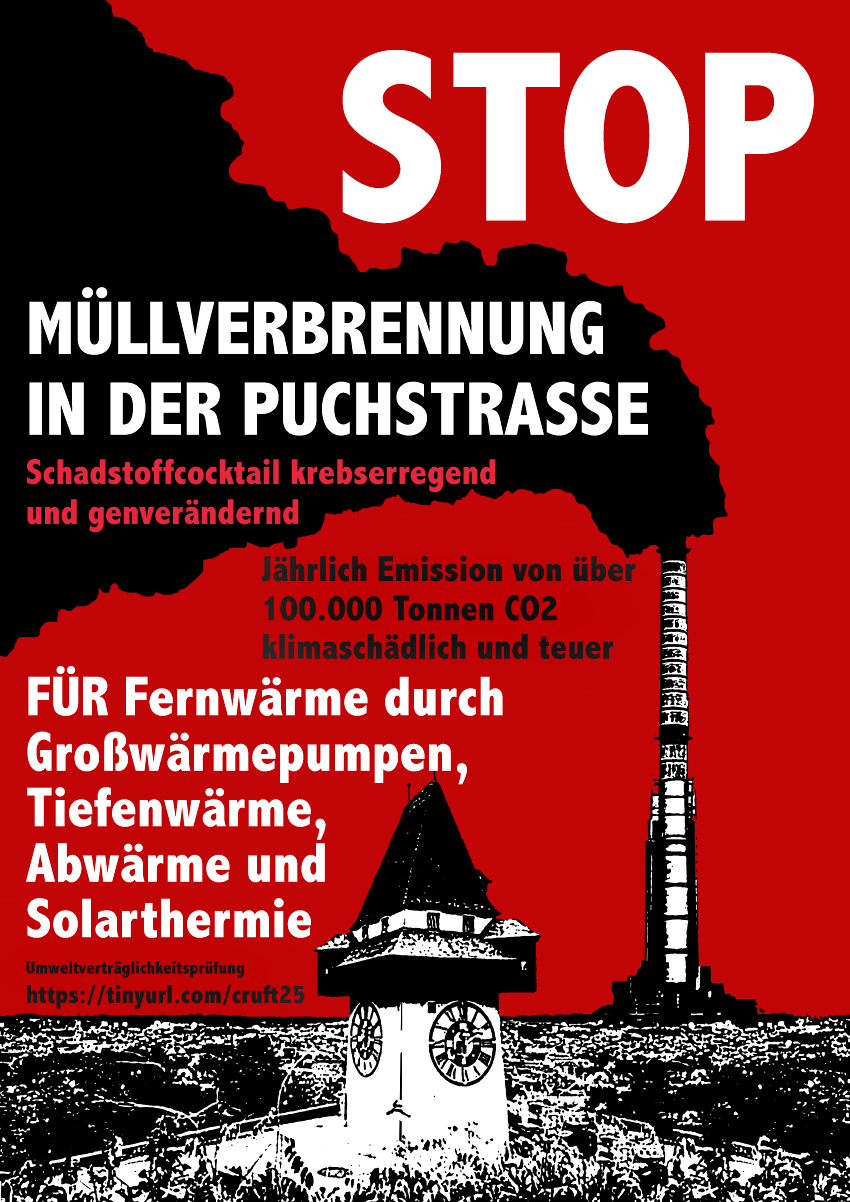 STOP
MÜLLVERBRENNUNG
IN DER PUCHSTRASSE
Schadstoffcocktail krebserregend
und genverändernd
Jährlich Emission von über
100.000 Tonnen CO2
klimaschädlich und teuer
FÜR Fernwärme durch
Großwärmepumpen,
Tiefenwärme,
Abwärme und
Solarthermie
Umweltverträglichkeitsprüfung
https://tinyurl.com/cruft25